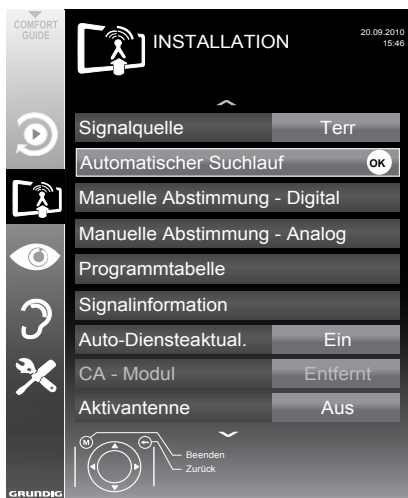 COMFORT
GUIDE
INSTALLATION
20.09.2010
15:46
Signalquelle Terr
Automatischer Suchlauf OK
Manuelle Abstimmung - Digital
Manuelle Abstimmung - Analog
Programmtabelle
Signalinformation
Auto-Diensteaktual. Ein
CA - Modul Entfernt
Aktivantenne Aus
M
Beenden
Zurück
GRUNDIG